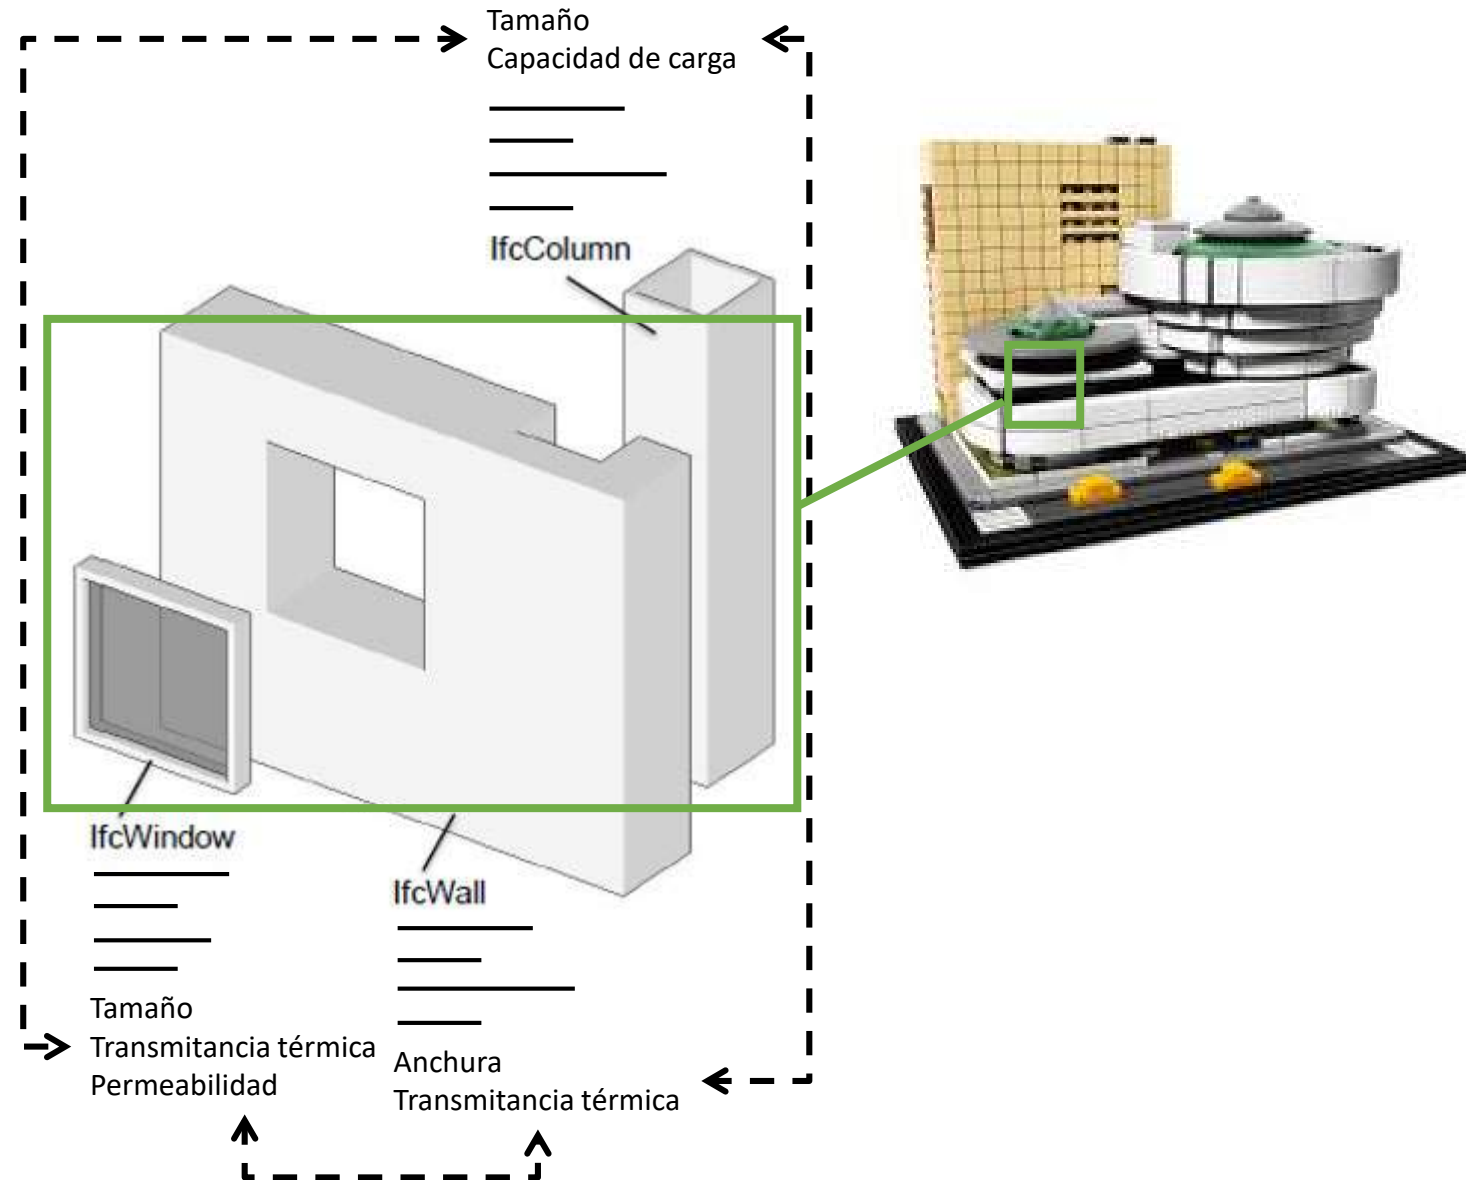 Tamaño
Capacidad de carga
IfcColumn
IfcWindow
IfcWall
Tamaño
Transmitancia térmica
Permeabilidad
Anchura
Transmitancia térmica